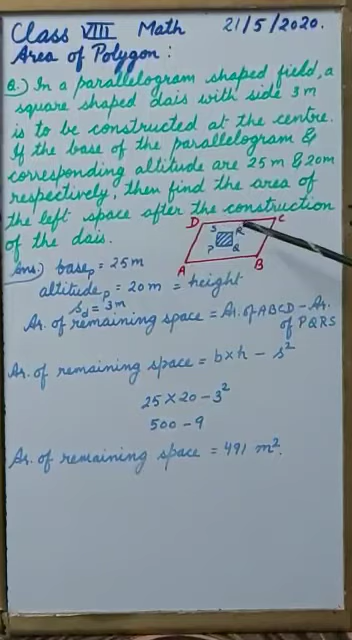 Class VIII Math 21/5/2020.
Area of Polygon :
Q.) In a parallelogram shaped field, a
square shaped dais with side 3m
is to be constructed at the centre.
If the base of the parallelogram &
corresponding altitude are 25m & 20m
respectively, then find the area of
the left space after the construction
of the dais.
D C
S R
P Q
A B
Ans.) base p = 25m
altitude p = 20m = height
s d = 3m
Ar. of remaining space = Ar. of ABCD - Ar.
of PQRS
Ar. of remaining space = b×h - s²
25 × 20 - 3²
500 - 9
Ar. of remaining space = 491 m².